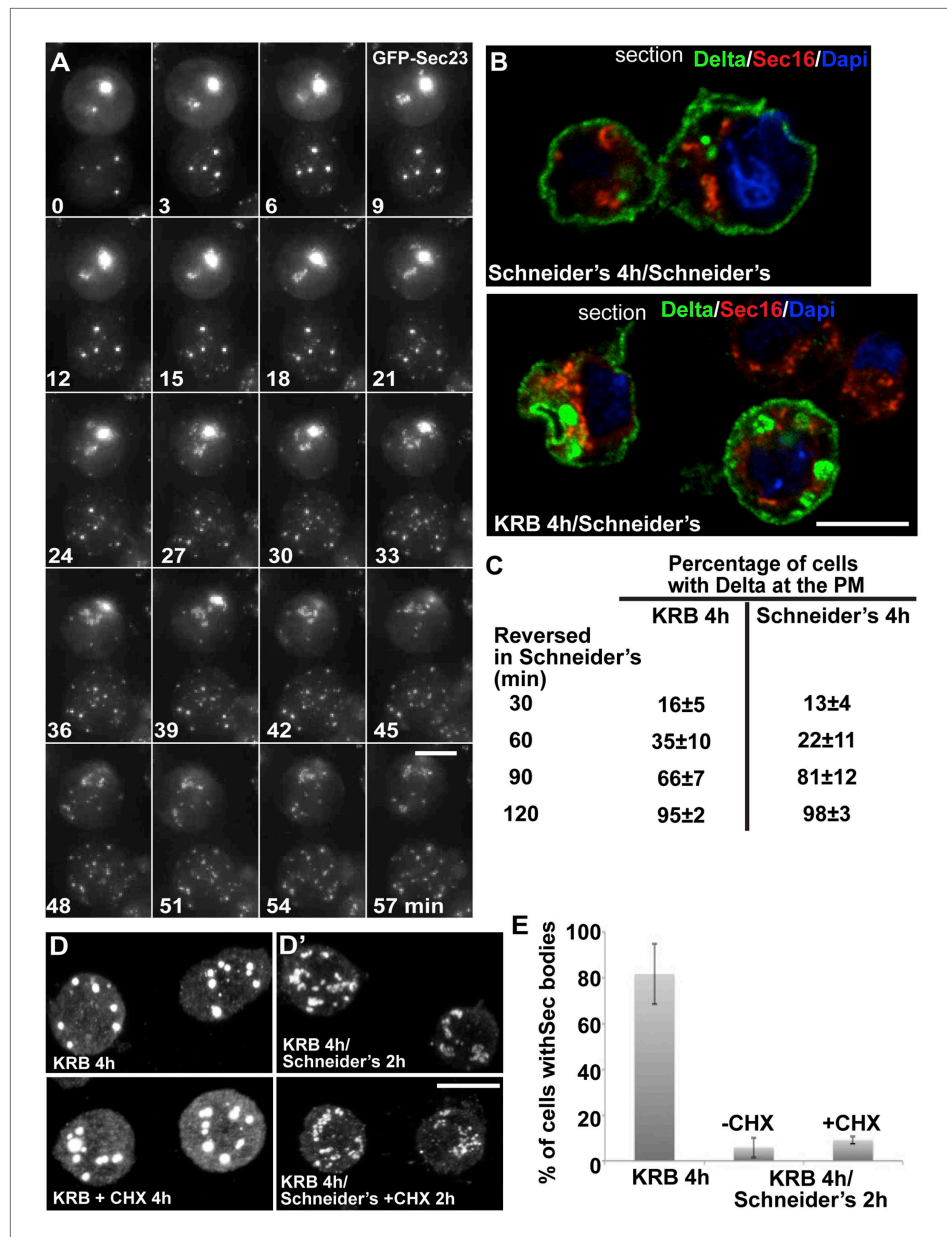 A
GFP-Sec23
0
3
6
9
12
15
18
21
24
27
30
33
36
39
42
45
48
51
54
57 min
B
section Delta/Sec16/Dapi
Schneider's 4h/Schneider's
section Delta/Sec16/Dapi
KRB 4h/Schneider's
C
Percentage of cells
with Delta at the PM
KRB 4h Schneider's 4h
Reversed
in Schneider's
(min)
30 16±5 13±4
60 35±10 22±11
90 66±7 81±12
120 95±2 98±3
D
KRB 4h
KRB + CHX 4h
D'
KRB 4h/
Schneider's 2h
KRB 4h/
Schneider's +CHX 2h
E
% of cells withSec bodies
100
80
60
40
20
0
-CHX
+CHX
KRB 4h
KRB 4h/
Schneider's 2h